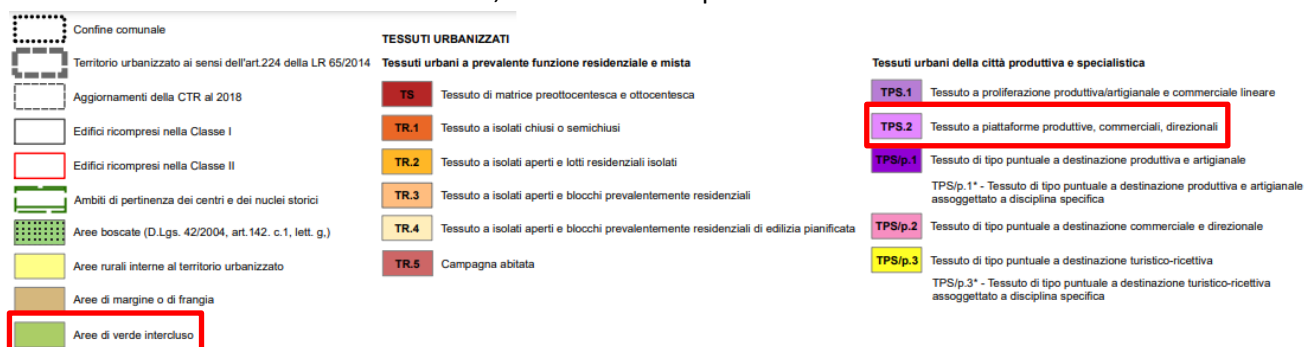 Confine comunale
Territorio urbanizzato ai sensi dell'art.224 della LR 65/2014
Aggiornamenti della CTR al 2018
Edifici ricompresi nella Classe I
Edifici ricompresi nella Classe II
Ambiti di pertinenza dei centri e dei nuclei storici
Aree boscate (D.Lgs. 42/2004, art.142. c.1, lett. g,)
Aree rurali interne al territorio urbanizzato
Aree di margine o di frangia
Aree di verde intercluso
TESSUTI URBANIZZATI
Tessuti urbani a prevalente funzione residenziale e mista
TS Tessuto di matrice preottocentesca e ottocentesca
TR.1 Tessuto a isolati chiusi o semichiusi
TR.2 Tessuto a isolati aperti e lotti residenziali isolati
TR.3 Tessuto a isolati aperti e blocchi prevalentemente residenziali
TR.4 Tessuto a isolati aperti e blocchi prevalentemente residenziali di edilizia pianificata
TR.5 Campagna abitata
Tessuti urbani della città produttiva e specialistica
TPS.1 Tessuto a proliferazione produttiva/artigianale e commerciale lineare
TPS.2 Tessuto a piattaforme produttive, commerciali, direzionali
TPS/p.1 Tessuto di tipo puntuale a destinazione produttiva e artigianale
TPS/p.1* - Tessuto di tipo puntuale a destinazione produttiva e artigianale
assoggettato a disciplina specifica
TPS/p.2 Tessuto di tipo puntuale a destinazione commerciale e direzionale
TPS/p.3 Tessuto di tipo puntuale a destinazione turistico-ricettiva
TPS/p.3* - Tessuto di tipo puntuale a destinazione turistico-ricettiva
assoggettato a disciplina specifica